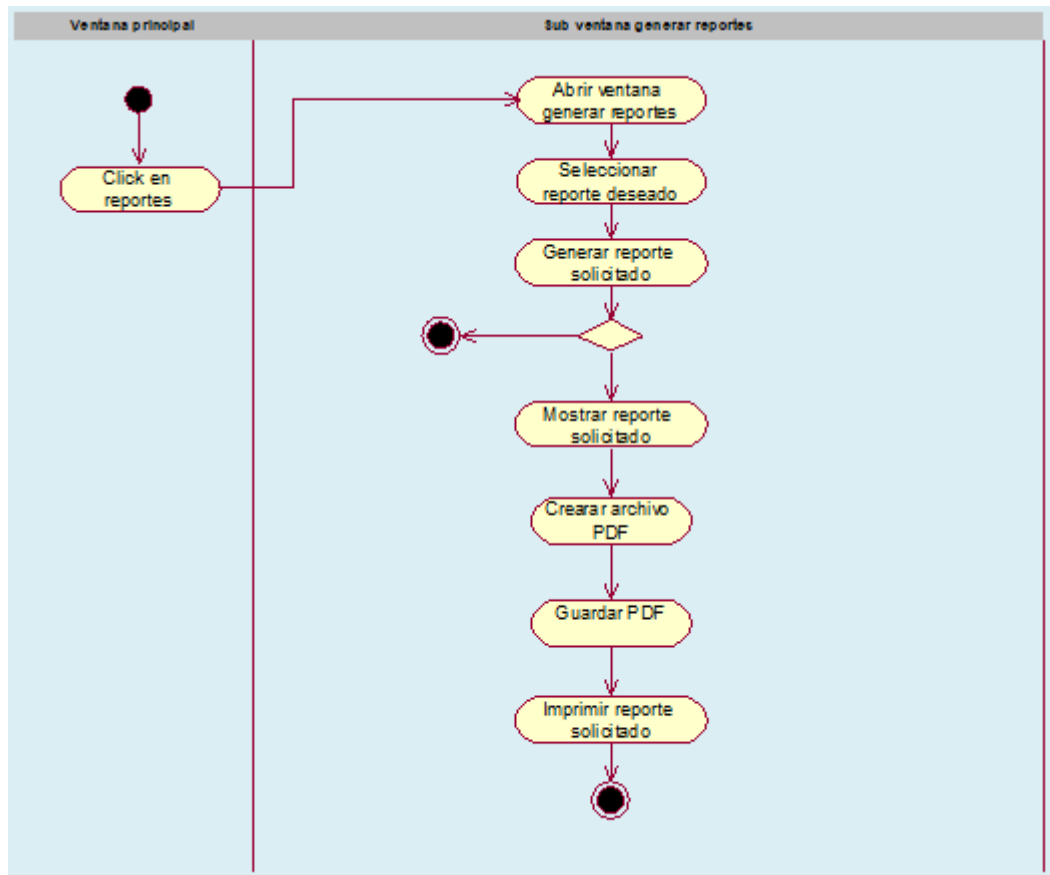 Ventana principal
Sub ventana generar reportes
Click en
reportes
Abrir ventana
generar reportes
Seleccionar
reporte deseado
Generar reporte
solicitado
Mostrar reporte
solicitado
Crearar archivo
PDF
Guardar PDF
Imprimir reporte
solicitado